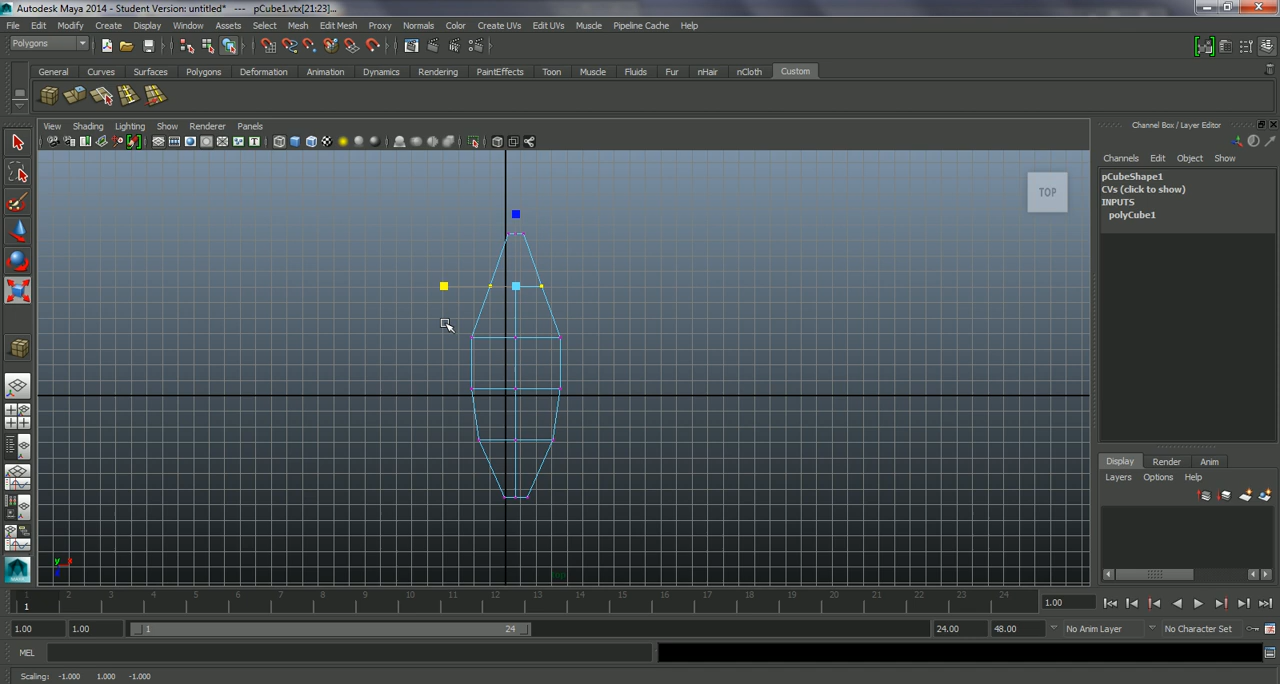 Autodesk Maya 2014 - Student Version: untitled* --- pCube1.vtx[21:23]...
File Edit Modify Create Display Window Assets Select Mesh Edit Mesh Proxy Normals Color Create UVs Edit UVs Muscle Pipeline Cache Help
Polygons
General Curves Surfaces Polygons Deformation Animation Dynamics Rendering PaintEffects Toon Muscle Fluids Fur nHair nCloth Custom
View Shading Lighting Show Renderer Panels
Channel Box / Layer Editor
Channels Edit Object Show
pCubeShape1
CVs (click to show)
INPUTS
polyCube1
TOP
Display Render Anim
Layers Options Help
y x
top
1 2 3 4 5 6 7 8 9 10 11 12 13 14 15 16 17 18 19 20 21 22 23 24
1 1.00
1.00 1.00 1 24 24.00 48.00 No Anim Layer No Character Set
MEL
Scaling: -1.000 1.000 -1.000